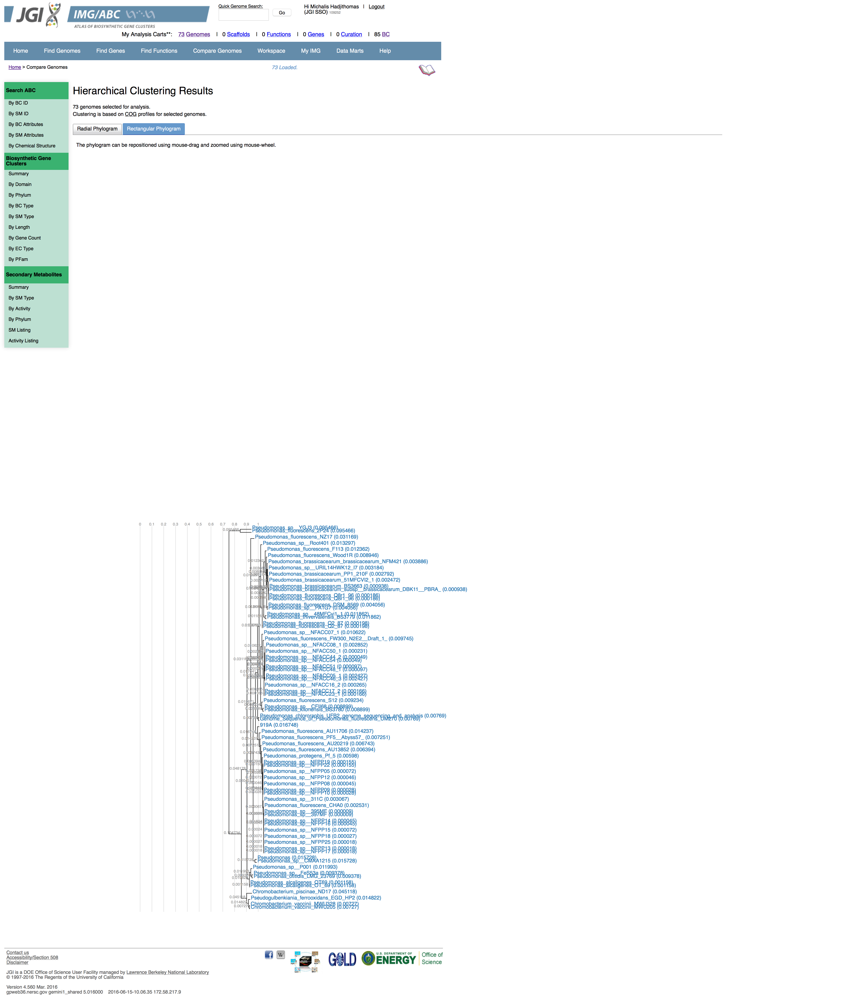 JGI
IMG/ABC
ATLAS OF BIOSYNTHETIC GENE CLUSTERS
Quick Genome Search:
Go
Hi Michalis Hadjithomas | Logout
(JGI SSO) 109252
My Analysis Carts**: 73 Genomes | 0 Scaffolds | 0 Functions | 0 Genes | 0 Curation | 85 BC
Home Find Genomes Find Genes Find Functions Compare Genomes Workspace My IMG Data Marts Help
Home > Compare Genomes
73 Loaded.
Search ABC
By BC ID
By SM ID
By BC Attributes
By SM Attributes
By Chemical Structure
Biosynthetic Gene
Clusters
Summary
By Domain
By Phylum
By BC Type
By SM Type
By Length
By Gene Count
By EC Type
By PFam
Secondary Metabolites
Summary
By SM Type
By Activity
By Phylum
SM Listing
Activity Listing
Hierarchical Clustering Results
73 genomes selected for analysis.
Clustering is based on COG profiles for selected genomes.
Radial Phylogram Rectangular Phylogram
The phylogram can be repositioned using mouse-drag and zoomed using mouse-wheel.
0 0.1 0.2 0.3 0.4 0.5 0.6 0.7 0.8 0.9 1
Pseudomonas_sp__YGJ3 (0.095466)
Pseudomonas_fluorescens_2P24 (0.095466)
Pseudomonas_fluorescens_NZ17 (0.031169)
Pseudomonas_sp__Root401 (0.013297)
Pseudomonas_fluorescens_F113 (0.012362)
Pseudomonas_fluorescens_Wood1R (0.008946)
Pseudomonas_brassicacearum_brassicacearum_NFM421 (0.003886)
Pseudomonas_sp__URIL14HWK12_I7 (0.003184)
Pseudomonas_brassicacearum_PP1_210F (0.002792)
Pseudomonas_brassicacearum_51MFCVI2_1 (0.002472)
Pseudomonas_brassicacearum_BS3663 (0.000938)
Pseudomonas_brassicacearum_subsp__brassicacearum_DBK11__PBRA_ (0.000938)
Pseudomonas_fluorescens_Q8r1_96 (0.000186)
Pseudomonas_fluorescens_Q8r1_96 (0.000186)
Pseudomonas_fluorescens_DSM_8569 (0.004056)
Pseudomonas_sp__PA1G7 (0.004056)
Pseudomonas_sp__48MFCvi1_1 (0.011862)
Pseudomonas_thivervalensis_BS3779 (0.011862)
Pseudomonas_fluorescens_Q2_87 (0.000198)
Pseudomonas_fluorescens_Q2_87 (0.000198)
Pseudomonas_sp__NFACC07_1 (0.010622)
Pseudomonas_fluorescens_FW300_N2E2__Draft_1_ (0.009745)
Pseudomonas_sp__NFACC08_1 (0.002852)
Pseudomonas_sp__NFACC50_1 (0.000231)
Pseudomonas_sp__NFACC44_2 (0.000049)
Pseudomonas_sp__NFACC54 (0.000049)
Pseudomonas_sp__NFACC51 (0.000097)
Pseudomonas_sp__NFACC48_1 (0.000097)
Pseudomonas_sp__NFACC05_1 (0.002427)
Pseudomonas_sp__NFACC46_3 (0.002427)
Pseudomonas_sp__NFACC16_2 (0.000265)
Pseudomonas_sp__NFACC17_2 (0.000166)
Pseudomonas_sp__NFACC23_1 (0.000166)
Pseudomonas_fluorescens_S12 (0.009234)
Pseudomonas_sp__CFII68 (0.008899)
Pseudomonas_kilonensis_BS3780 (0.008899)
Pseudomonas_chlororaphis_UFB2_genome_sequencing_and_analysis (0.00769)
Genome_Sequence_of_Pseudomonas_fluorescens_UM270 (0.00769)
919A (0.016748)
Pseudomonas_fluorescens_AU11706 (0.014237)
Pseudomonas_fluorescens_PF5__Abyss57_ (0.007251)
Pseudomonas_fluorescens_AU20219 (0.006743)
Pseudomonas_fluorescens_AU13852 (0.006394)
Pseudomonas_protegens_Pf_5 (0.00598)
Pseudomonas_sp__NFPP19 (0.000155)
Pseudomonas_sp__NFPP22 (0.000155)
Pseudomonas_sp__NFPP05 (0.000072)
Pseudomonas_sp__NFPP12 (0.000046)
Pseudomonas_sp__NFPP08 (0.000045)
Pseudomonas_sp__NFPP09 (0.000028)
Pseudomonas_sp__NFPP10 (0.000028)
Pseudomonas_sp__311C (0.003067)
Pseudomonas_fluorescens_CHA0 (0.002531)
Pseudomonas_sp__395MF (0.000009)
Pseudomonas_sp__397MF (0.000009)
Pseudomonas_sp__NFPP14 (0.000045)
Pseudomonas_sp__NFPP16 (0.000045)
Pseudomonas_sp__NFPP15 (0.000072)
Pseudomonas_sp__NFPP18 (0.000027)
Pseudomonas_sp__NFPP25 (0.000018)
Pseudomonas_sp__NFPP13 (0.000018)
Pseudomonas_sp__NFPP17 (0.000018)
Pseudomonas (0.015728)
Pseudomonas_sp__CMAA1215 (0.015728)
Pseudomonas_sp__P001 (0.011993)
Pseudomonas_sp__FeS53a (0.009378)
Pseudomonas_otitidis_LMG_23769 (0.009378)
Pseudomonas_alcaligenes_OT69 (0.001158)
Pseudomonas_alcaligenes_OT_69 (0.001158)
Chromobacterium_piscinae_ND17 (0.045118)
Pseudogulbenkiania_ferrooxidans_EGD_HP2 (0.014822)
Chromobacterium_vaccinii_MWU328 (0.00727)
Chromobacterium_vaccinii_MWU205 (0.00727)
Contact us
Accessibility/Section 508
Disclaimer
GOLD
U.S. DEPARTMENT OF
ENERGY
Office of
Science
JGI is a DOE Office of Science User Facility managed by Lawrence Berkeley National Laboratory
© 1997-2016 The Regents of the University of California
Version 4.560 Mar. 2016
gpweb36.nersc.gov gemini1_shared 5.016000 2016-06-15-10.06.35 172.58.217.9